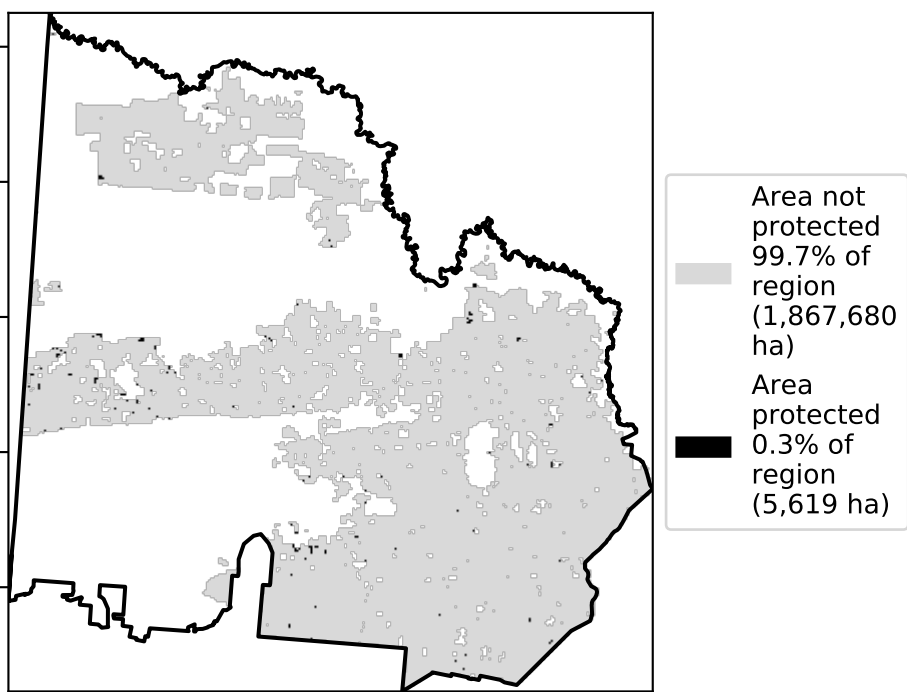 Area not
protected
99.7% of
region
(1,867,680
ha)
Area
protected
0.3% of
region
(5,619 ha)